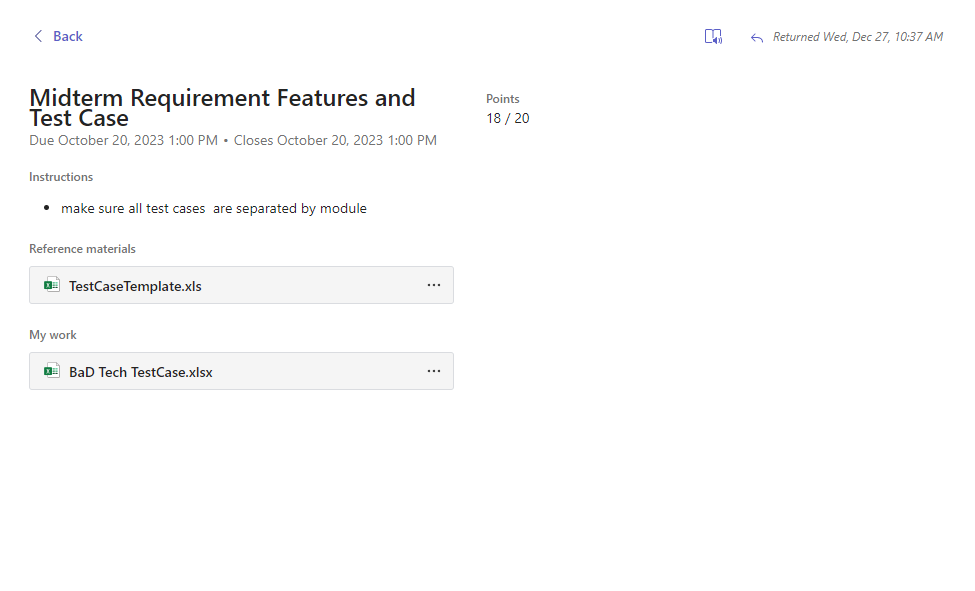 Back
Returned Wed, Dec 27, 10:37 AM
Midterm Requirement Features and
Test Case
Due October 20, 2023 1:00 PM • Closes October 20, 2023 1:00 PM
Points
18 / 20
Instructions
• make sure all test cases  are separated by module
Reference materials
TestCaseTemplate.xls
My work
BaD Tech TestCase.xlsx